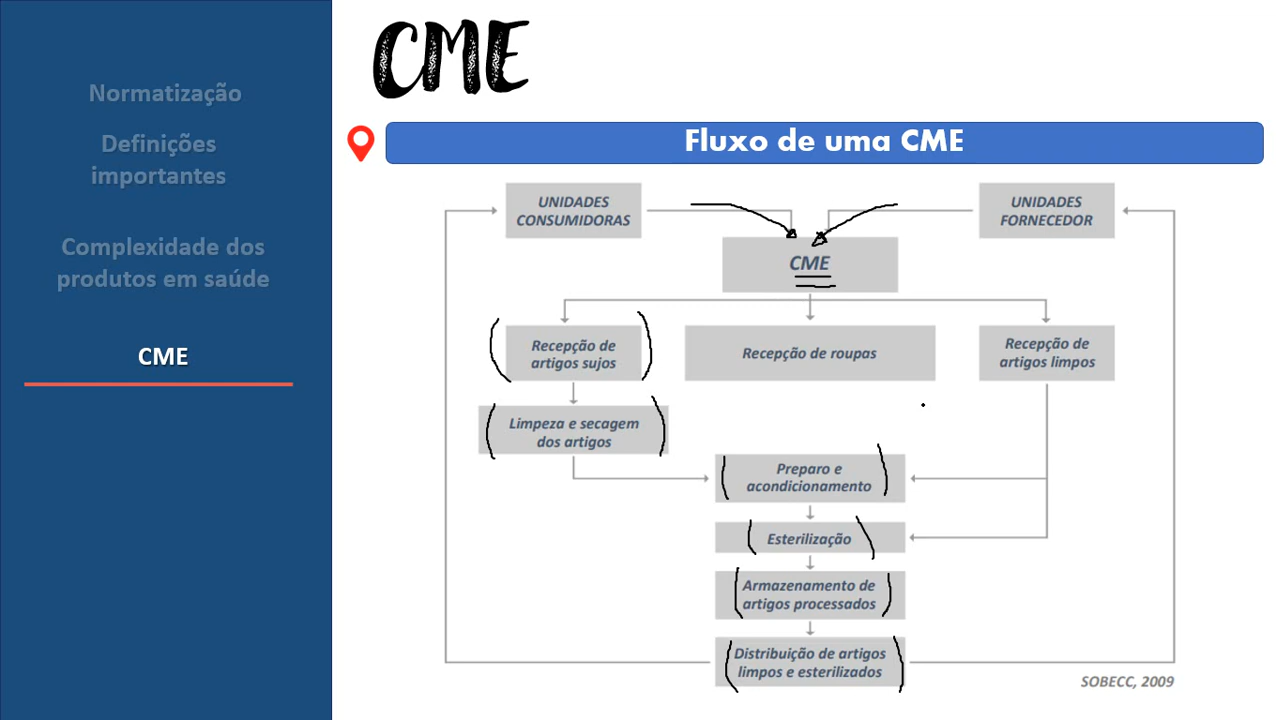 Normatização
Definições
importantes
Complexidade dos
produtos em saúde
CME
CME
Fluxo de uma CME
UNIDADES
CONSUMIDORAS
UNIDADES
FORNECEDOR
CME
Recepção de
artigos sujos
Recepção de roupas
Recepção de
artigos limpos
Limpeza e secagem
dos artigos
Preparo e
acondicionamento
Esterilização
Armazenamento de
artigos processados
Distribuição de artigos
limpos e esterilizados
SOBECC, 2009